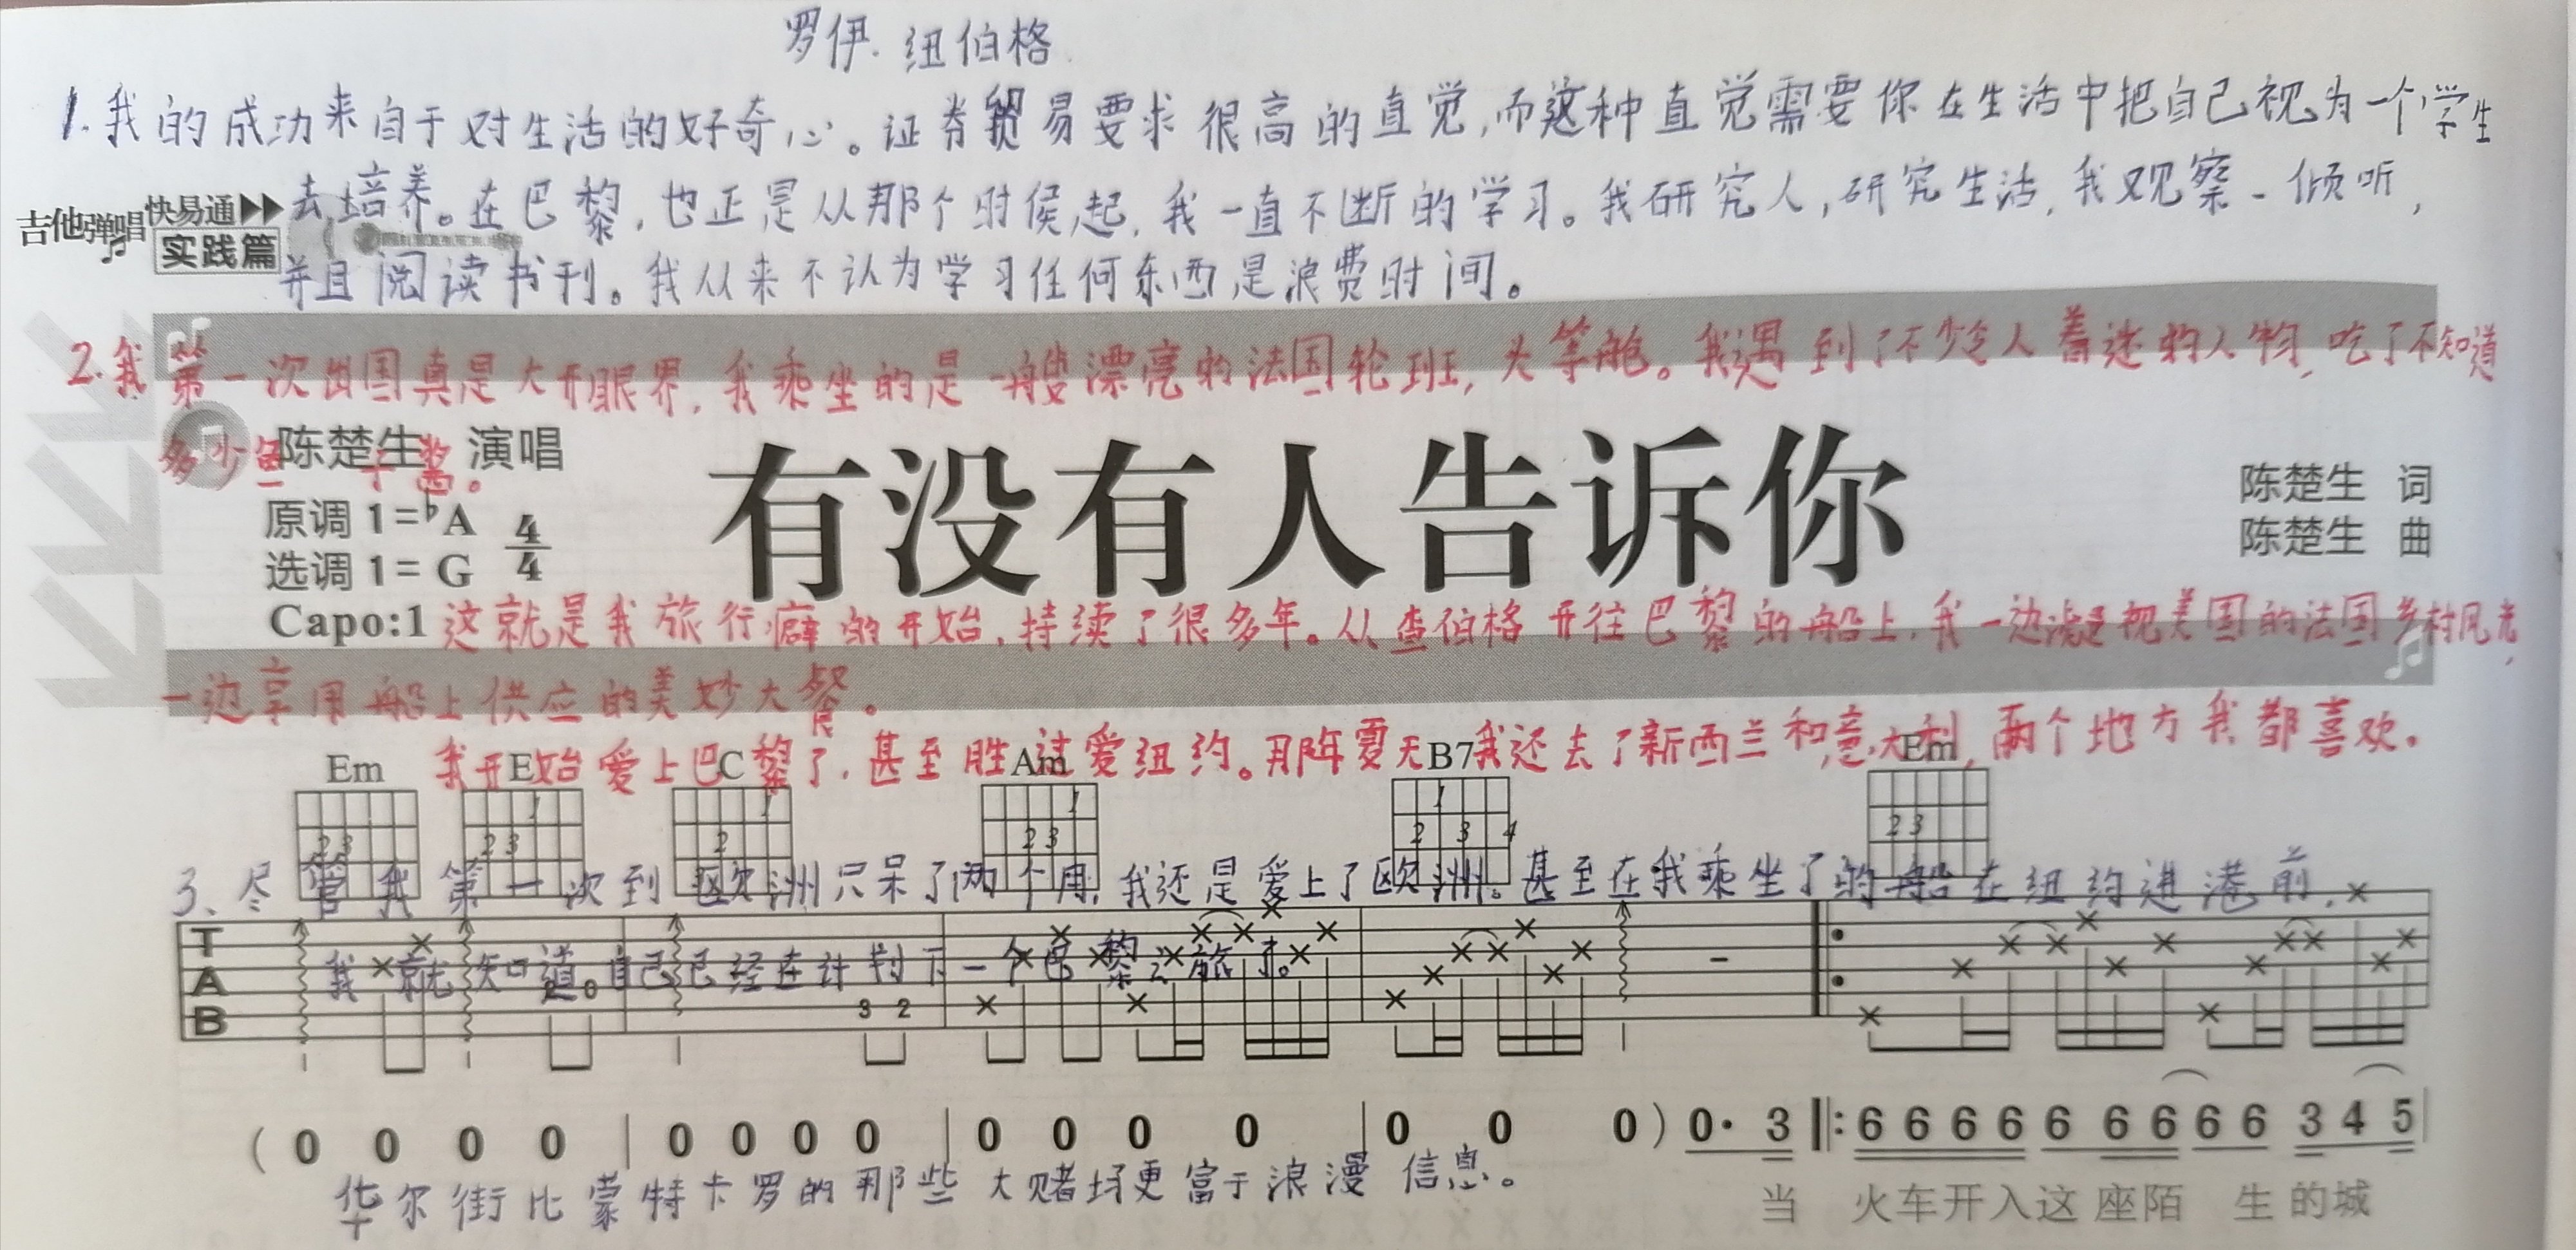 罗伊.纽伯格
1.我的成功来自于对生活的好奇心。证券贸易要求很高的直觉,而这种直觉需要你在生活中把自己视为一个学生
吉他弹唱 快易通 实践篇
去培养。在巴黎,也正是从那个时候起,我一直不断的学习。我研究人,研究生活,我观察、倾听,
并且阅读书刊。我从来不认为学习任何东西是浪费时间。
2.我第一次出国真是大开眼界,我乘坐的是一艘漂亮的法国轮班,头等舱。我遇到了不少令人着迷的人物,吃了不知道
多少鱼子酱。
陈楚生 演唱
有没有人告诉你
原调1=♭A 4/4
选调1=G
陈楚生 词
陈楚生 曲
Capo:1
这就是我旅行癖的开始,持续了很多年。从查伯格开往巴黎的船上,我一边 视美国的法国乡村风光,
一边享用船上供应的美妙大餐。
我开始爱上巴黎了,甚至胜过爱纽约。那年夏天我还去了新西兰和意大利,两个地方我都喜欢。
Em E C Am B7 Em
3、尽管我第一次到欧洲只呆了两个周,我还是爱上了欧洲。甚至在我乘坐了的船在纽约进港前,
我就知道。自己已经在计划下一个巴黎之旅了。
T
A
B
2 0 3 2
( 0 0 0 0 | 0 0 0 0 | 0 0 0 0 | 0 0 0 ) 0· 3 ‖: 6 6 6 6 6 6 6 6 6 3 4 5 |
华尔街比蒙特卡罗的那些大赌场更富于浪漫信息。
当 火车开入这 座陌 生 的城